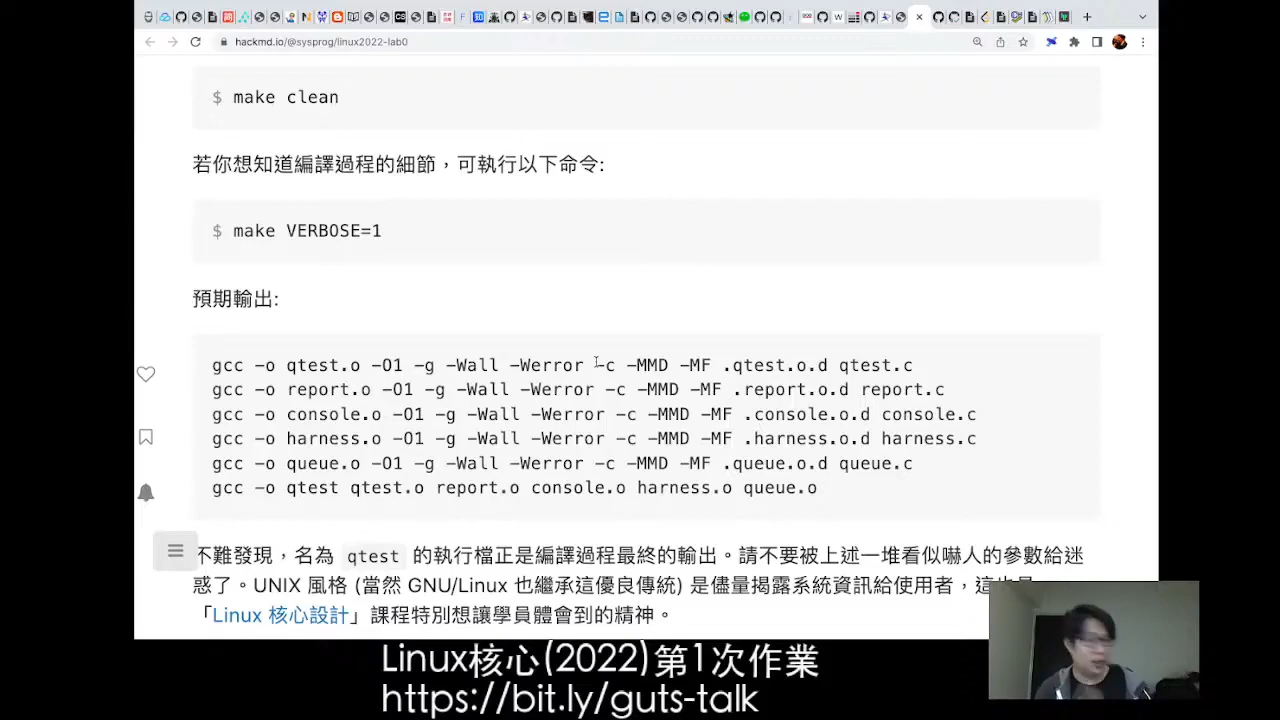 hackmd.io/@sysprog/linux2022-lab0
$ make clean
若你想知道編譯過程的細節，可執行以下命令:
$ make VERBOSE=1
預期輸出:
gcc -o qtest.o -O1 -g -Wall -Werror -c -MMD -MF .qtest.o.d qtest.c
gcc -o report.o -O1 -g -Wall -Werror -c -MMD -MF .report.o.d report.c
gcc -o console.o -O1 -g -Wall -Werror -c -MMD -MF .console.o.d console.c
gcc -o harness.o -O1 -g -Wall -Werror -c -MMD -MF .harness.o.d harness.c
gcc -o queue.o -O1 -g -Wall -Werror -c -MMD -MF .queue.o.d queue.c
gcc -o qtest qtest.o report.o console.o harness.o queue.o
不難發現，名為 qtest 的執行檔正是編譯過程最終的輸出。請不要被上述一堆看似嚇人的參數給迷
惑了。UNIX 風格 (當然 GNU/Linux 也繼承這優良傳統) 是儘量揭露系統資訊給使用者，這也是
「Linux 核心設計」課程特別想讓學員體會到的精神。
Linux核心(2022)第1次作業
https://bit.ly/guts-talk